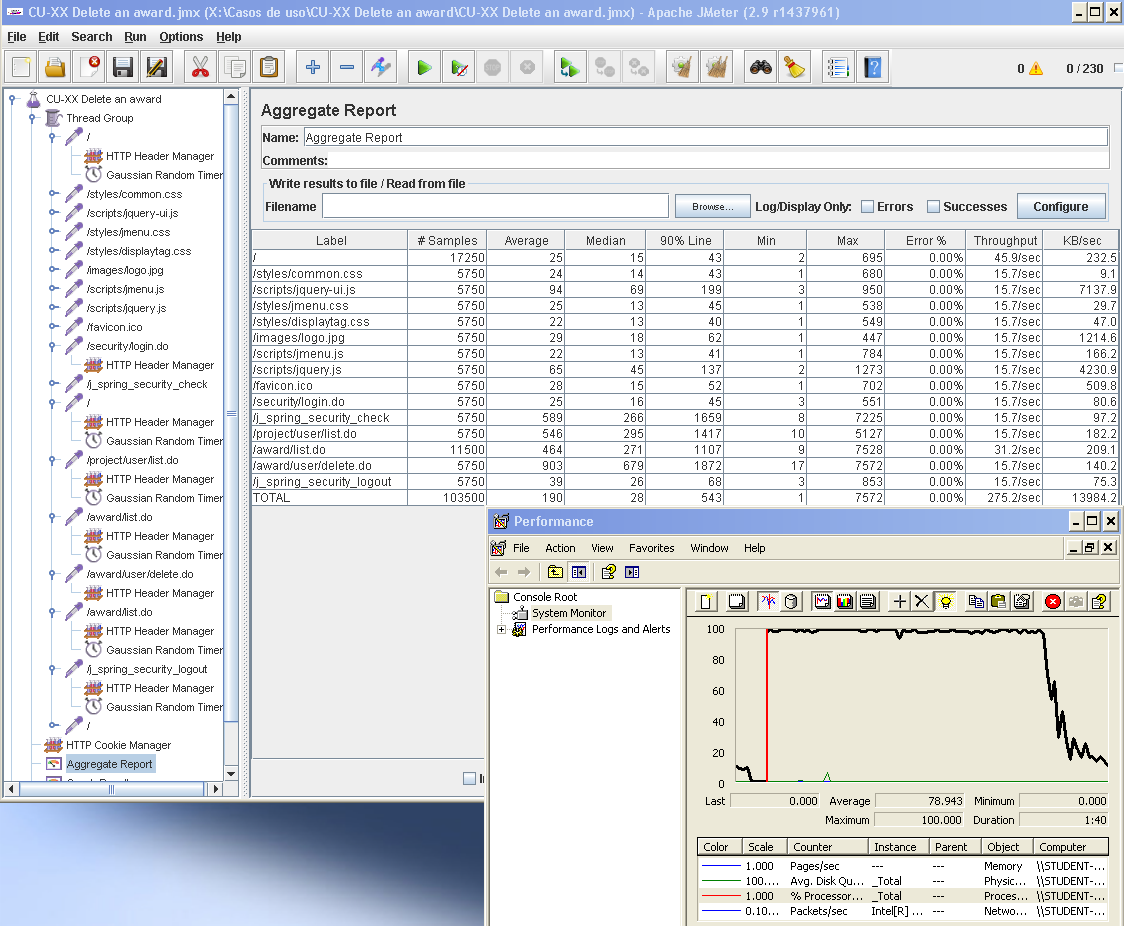 CU-XX Delete an award.jmx (X:\Casos de uso\CU-XX Delete an award\CU-XX Delete an award.jmx) - Apache JMeter (2.9 r1437961)
File Edit Search Run Options Help
0 0 / 230
CU-XX Delete an award
Thread Group
/
HTTP Header Manager
Gaussian Random Timer
/styles/common.css
/scripts/jquery-ui.js
/styles/jmenu.css
/styles/displaytag.css
/images/logo.jpg
/scripts/jmenu.js
/scripts/jquery.js
/favicon.ico
/security/login.do
HTTP Header Manager
/j_spring_security_check
/
HTTP Header Manager
Gaussian Random Timer
/project/user/list.do
HTTP Header Manager
Gaussian Random Timer
/award/list.do
HTTP Header Manager
Gaussian Random Timer
/award/user/delete.do
HTTP Header Manager
/award/list.do
HTTP Header Manager
Gaussian Random Timer
/j_spring_security_logout
HTTP Header Manager
Gaussian Random Timer
/
HTTP Cookie Manager
Aggregate Report
Aggregate Report
Name: Aggregate Report
Comments:
Write results to file / Read from file
Filename Browse... Log/Display Only: Errors Successes Configure
Label # Samples Average Median 90% Line Min Max Error % Throughput KB/sec
/ 17250 25 15 43 2 695 0.00% 45.9/sec 232.5
/styles/common.css 5750 24 14 43 1 680 0.00% 15.7/sec 9.1
/scripts/jquery-ui.js 5750 94 69 199 3 950 0.00% 15.7/sec 7137.9
/styles/jmenu.css 5750 25 13 45 1 538 0.00% 15.7/sec 29.7
/styles/displaytag.css 5750 22 13 40 1 549 0.00% 15.7/sec 47.0
/images/logo.jpg 5750 29 18 62 1 447 0.00% 15.7/sec 1214.6
/scripts/jmenu.js 5750 22 13 41 1 784 0.00% 15.7/sec 166.2
/scripts/jquery.js 5750 65 45 137 2 1273 0.00% 15.7/sec 4230.9
/favicon.ico 5750 28 15 52 1 702 0.00% 15.7/sec 509.8
/security/login.do 5750 25 16 45 3 551 0.00% 15.7/sec 80.6
/j_spring_security_check 5750 589 266 1659 8 7225 0.00% 15.7/sec 97.2
/project/user/list.do 5750 546 295 1417 10 5127 0.00% 15.7/sec 182.2
/award/list.do 11500 464 271 1107 9 7528 0.00% 31.2/sec 209.1
/award/user/delete.do 5750 903 679 1872 17 7572 0.00% 15.7/sec 140.2
/j_spring_security_logout 5750 39 26 68 3 853 0.00% 15.7/sec 75.3
TOTAL 103500 190 28 543 1 7572 0.00% 275.2/sec 13984.2
Performance
File Action View Favorites Window Help
Console Root
System Monitor
Performance Logs and Alerts
100
80
60
40
20
0
Last 0.000 Average 78.943 Minimum 0.000
Maximum 100.000 Duration 1:40
Color Scale Counter Instance Parent Object Computer
1.000 Pages/sec --- --- Memory \\STUDENT-...
100.... Avg. Disk Qu... _Total --- Physic... \\STUDENT-...
1.000 % Processor... _Total --- Proces... \\STUDENT-...
0.10... Packets/sec Intel[R] ... --- Netwo... \\STUDENT-...